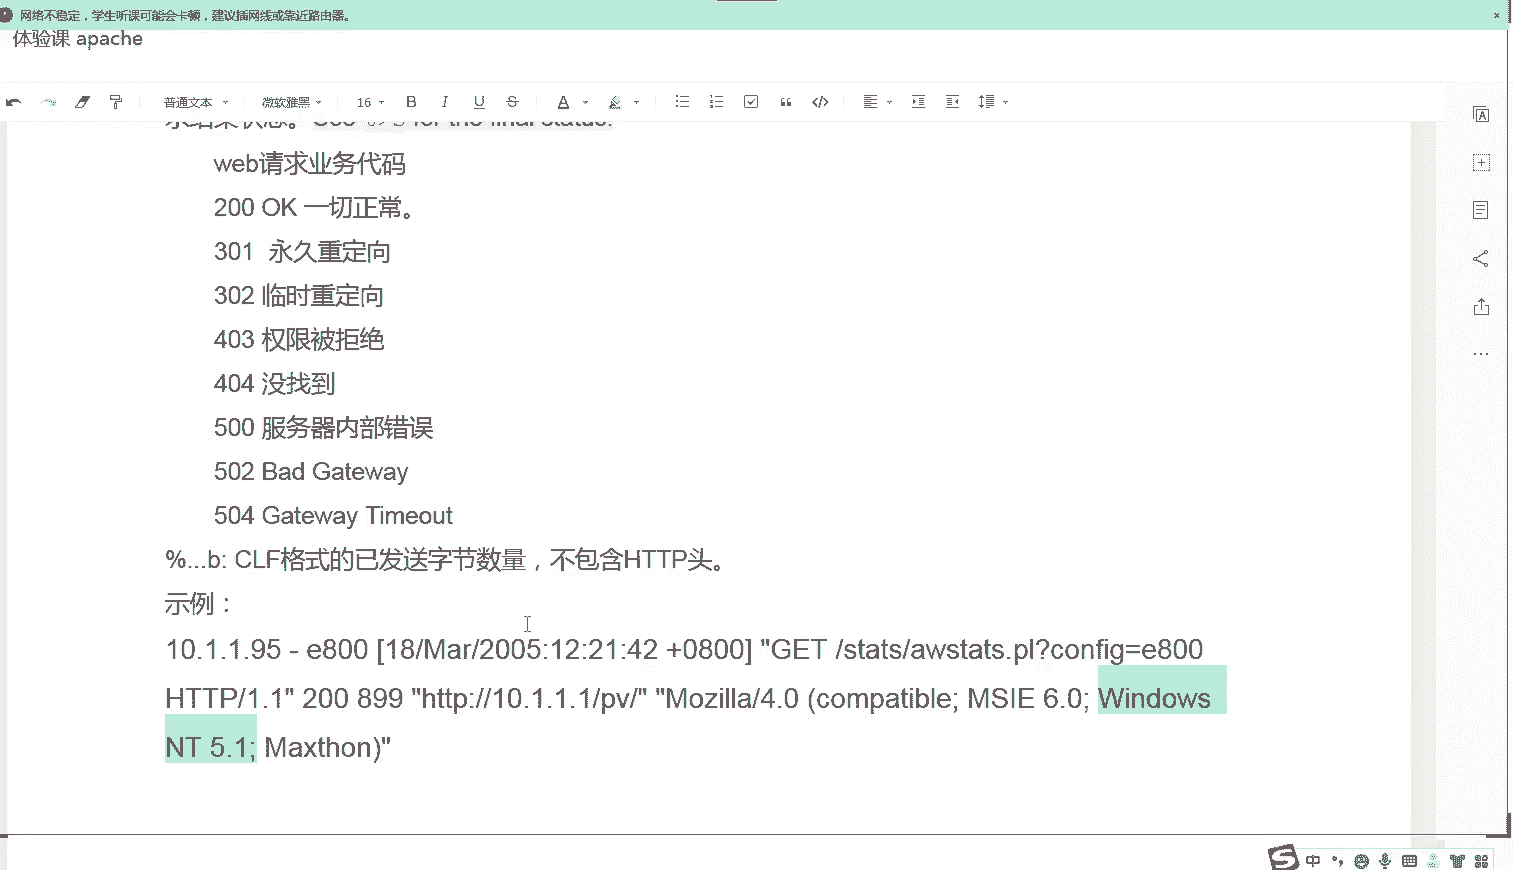 网络不稳定，学生听课可能会卡顿，建议插网线或靠近路由器。
体验课 apache
普通文本 微软雅黑 16 B I U S A
for the final status.
web请求业务代码
200 OK 一切正常。
301 永久重定向
302 临时重定向
403 权限被拒绝
404 没找到
500 服务器内部错误
502 Bad Gateway
504 Gateway Timeout
%...b: CLF格式的已发送字节数量，不包含HTTP头。
示例：
10.1.1.95 - e800 [18/Mar/2005:12:21:42 +0800] "GET /stats/awstats.pl?config=e800
HTTP/1.1" 200 899 "http://10.1.1.1/pv/" "Mozilla/4.0 (compatible; MSIE 6.0; Windows
NT 5.1; Maxthon)"
中